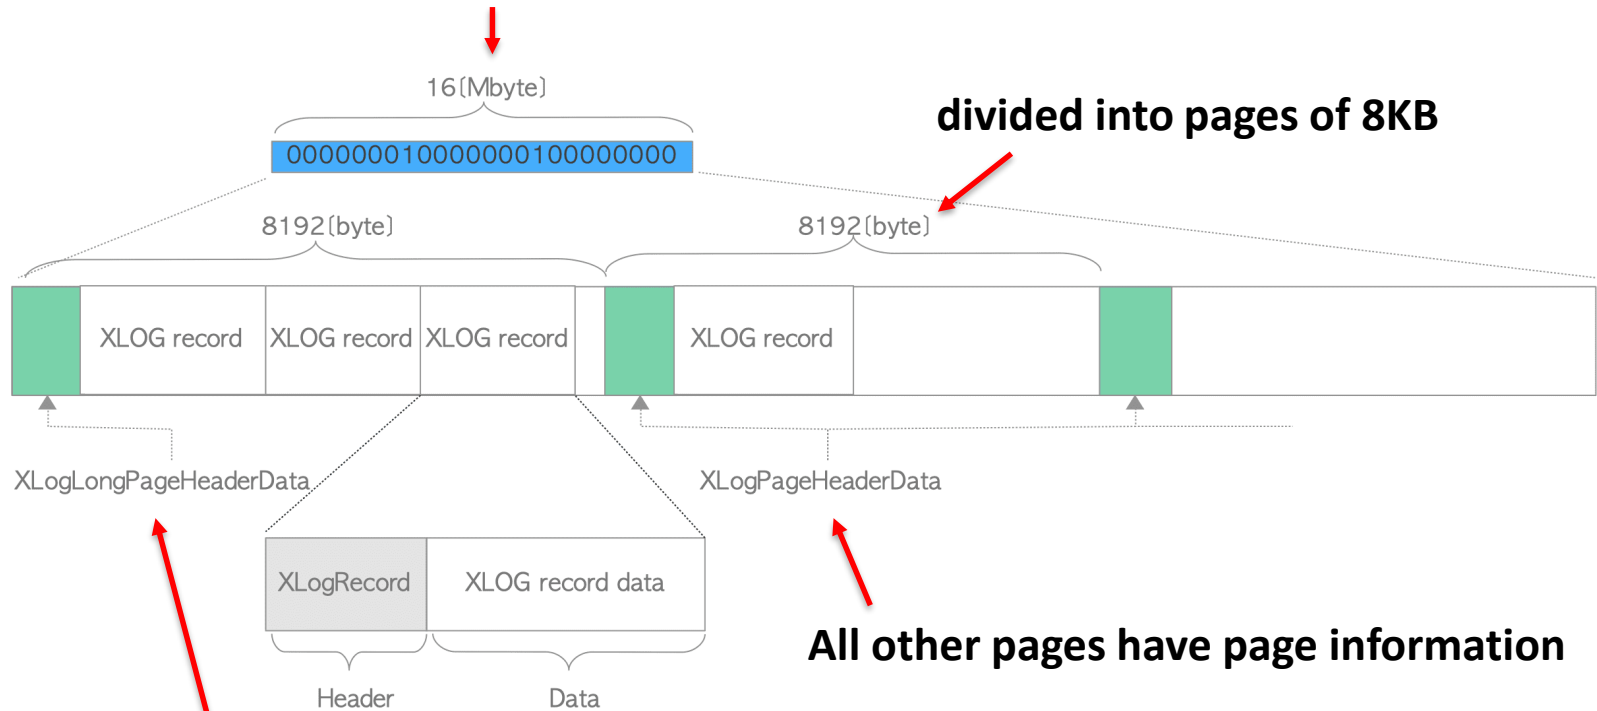 16[Mbyte]
divided into pages of 8KB
000000010000000100000000
8192[byte]
8192[byte]
XLOG record
XLOG record
XLOG record
XLOG record
XLogLongPageHeaderData
XLogPageHeaderData
XLogRecord
XLOG record data
All other pages have page information
Header
Data